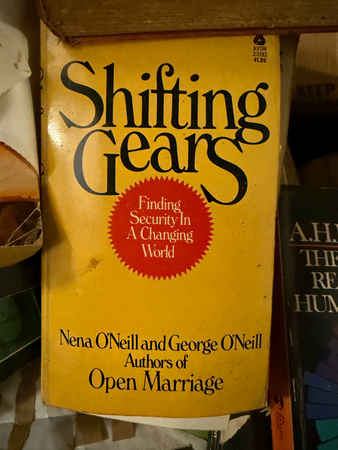 AVON
23192
$1.95
Shifting
Gears
Finding
Security In
A Changing
World
Nena O'Neill and George O'Neill
Authors of
Open Marriage
KEEP
A.H.
THE
RE
HUM